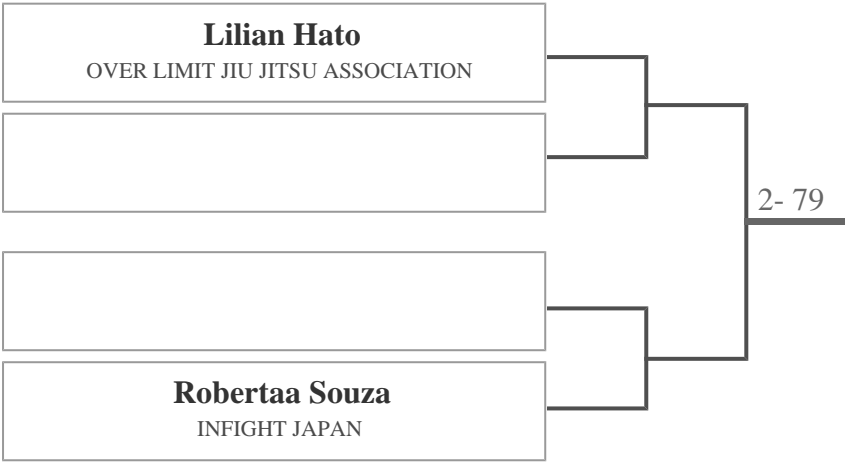 Lilian Hato
OVER LIMIT JIU JITSU ASSOCIATION
2- 79
Robertaa Souza
INFIGHT JAPAN